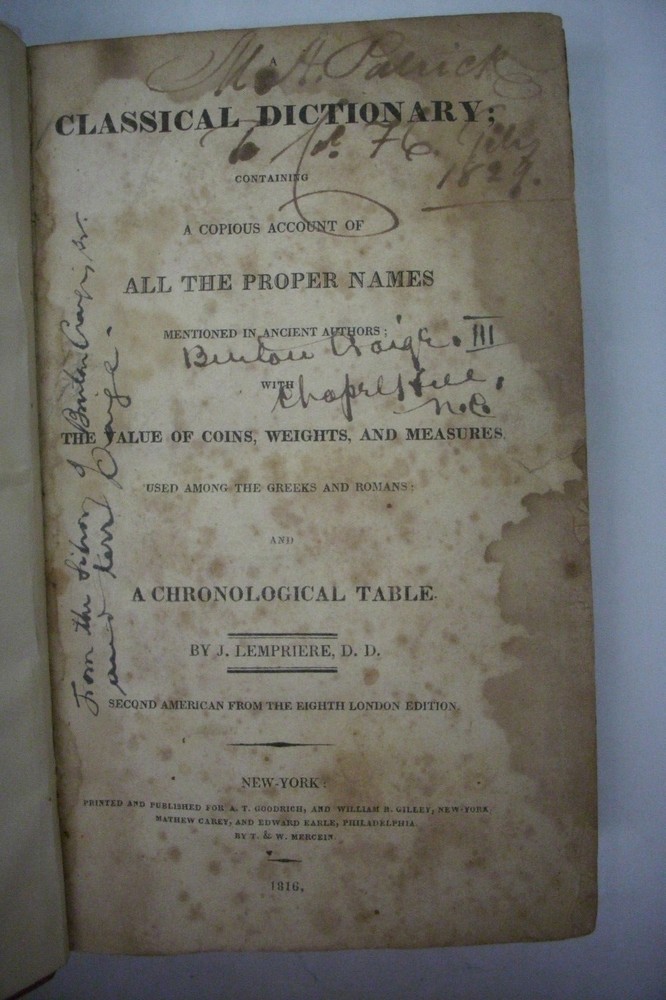 A
M. A. Patrick
CLASSICAL DICTIONARY;
1829.
CONTAINING
A COPIOUS ACCOUNT OF
ALL THE PROPER NAMES
MENTIONED IN ANCIENT AUTHORS:
Burton Craige, III
WITH
Chapel Hill,
N.C.
THE VALUE OF COINS, WEIGHTS, AND MEASURES
USED AMONG THE GREEKS AND ROMANS:
AND
A CHRONOLOGICAL TABLE.
BY J. LEMPRIERE, D. D.
SECOND AMERICAN FROM THE EIGHTH LONDON EDITION.
NEW-YORK:
PRINTED AND PUBLISHED FOR A. T. GOODRICH, AND WILLIAM B. GILLEY, NEW-YORK
MATHEW CAREY, AND EDWARD EARLE, PHILADELPHIA.
BY T. & W. MERCEIN.
1816.
From the library of Burton Craige, Sr.
and Kerr Craige.